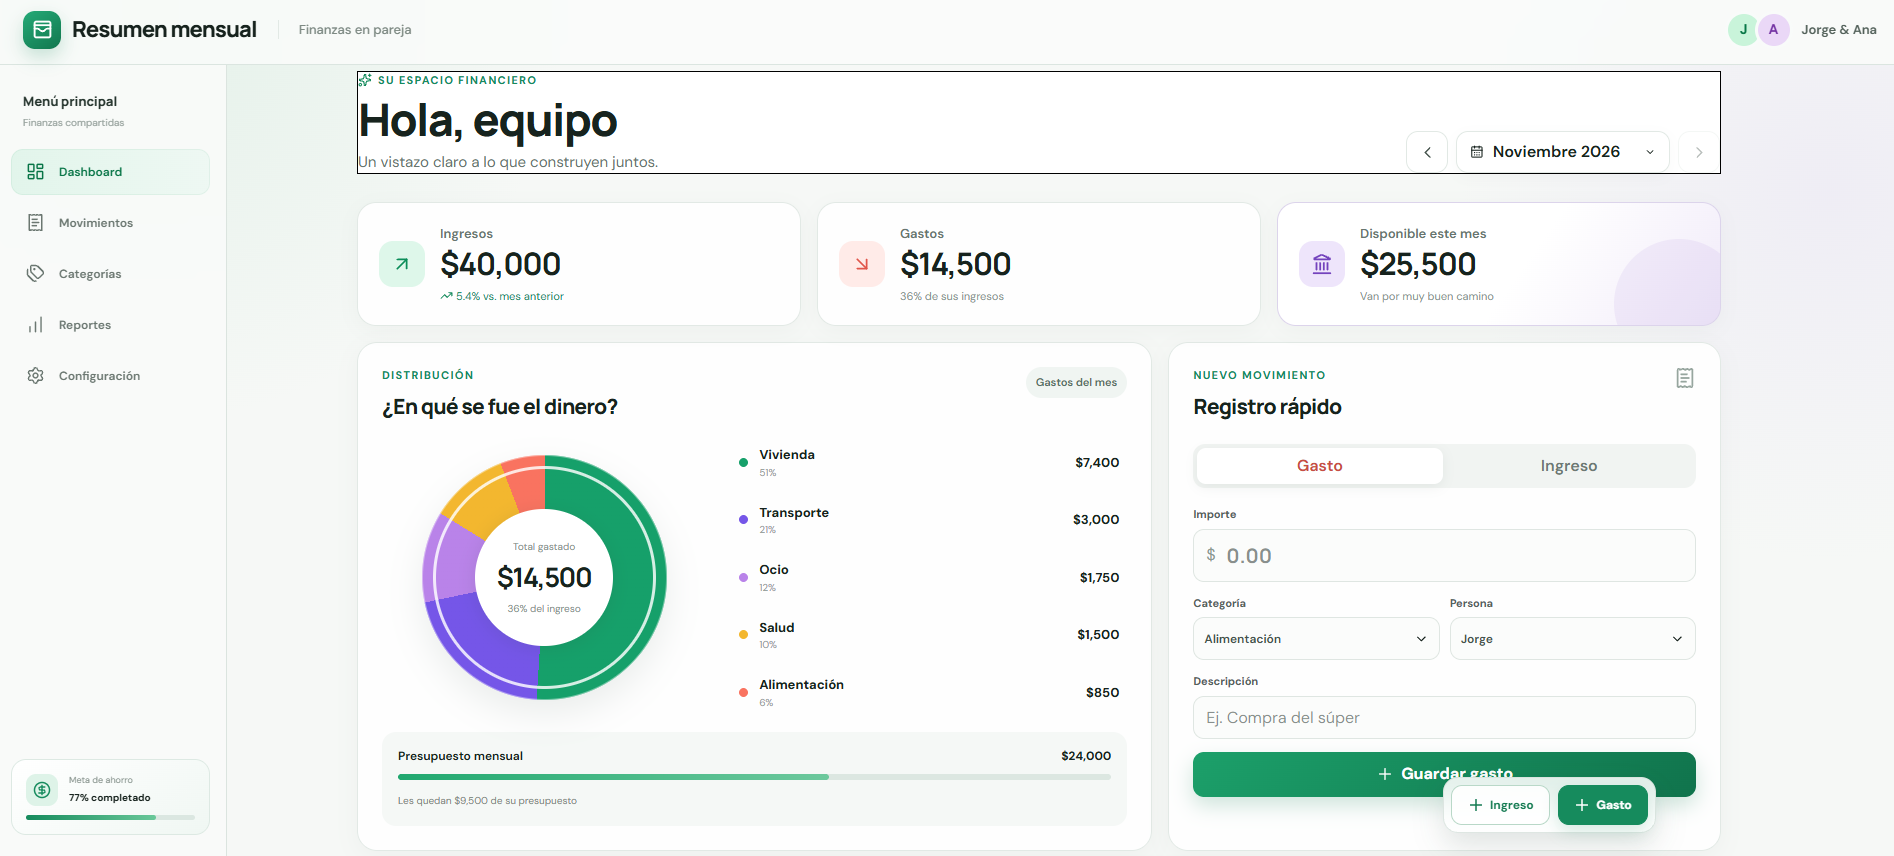 Resumen mensual
Finanzas en pareja
J
A
Jorge & Ana
Menú principal
Finanzas compartidas
Dashboard
Movimientos
Categorías
Reportes
Configuración
Meta de ahorro
77% completado
SU ESPACIO FINANCIERO
Hola, equipo
Un vistazo claro a lo que construyen juntos.
Noviembre 2026
Ingresos
$40,000
5.4% vs. mes anterior
Gastos
$14,500
36% de sus ingresos
Disponible este mes
$25,500
Van por muy buen camino
DISTRIBUCIÓN
¿En qué se fue el dinero?
Gastos del mes
Total gastado
$14,500
36% del ingreso
Vivienda
51%
$7,400
Transporte
21%
$3,000
Ocio
12%
$1,750
Salud
10%
$1,500
Alimentación
6%
$850
Presupuesto mensual
$24,000
Les quedan $9,500 de su presupuesto
NUEVO MOVIMIENTO
Registro rápido
Gasto
Ingreso
Importe
$ 0.00
Categoría
Alimentación
Persona
Jorge
Descripción
Ej. Compra del súper
+ Guardar gasto
+ Ingreso
+ Gasto